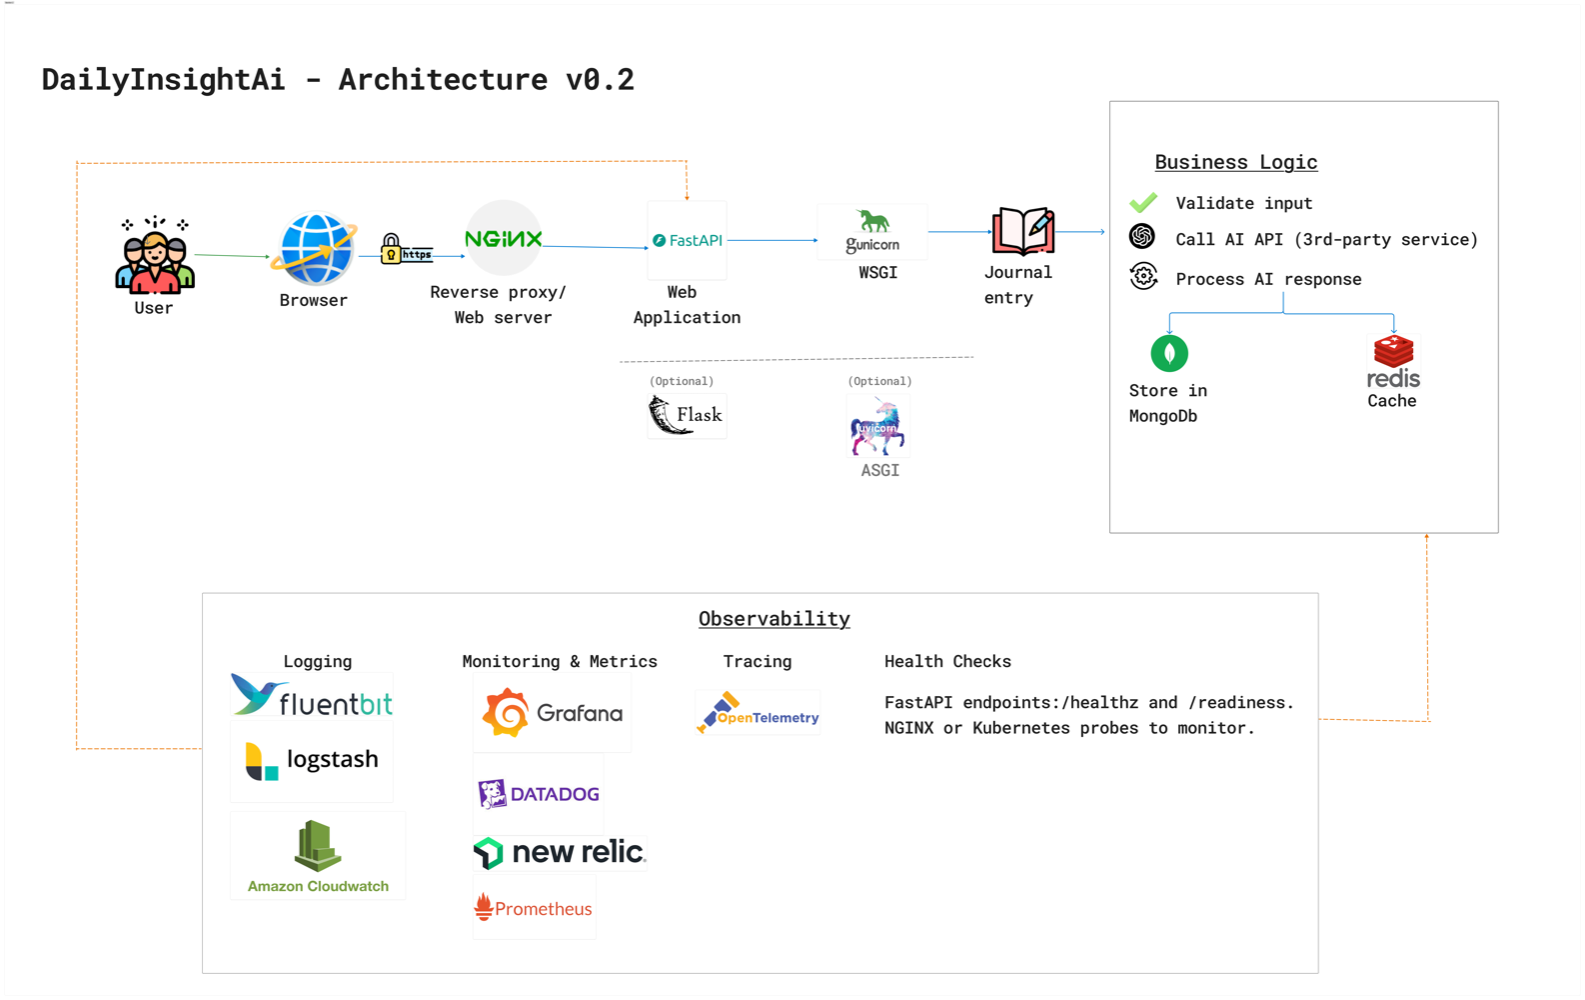 DailyInsightAi - Architecture v0.2
Business Logic
Validate input
Call AI API (3rd-party service)
Process AI response
Store in
MongoDb
redis
Cache
User
Browser
https
NGINX
Reverse proxy/
Web server
FastAPI
Web
Application
gunicorn
WSGI
Journal
entry
(Optional)
Flask
(Optional)
uvicorn
ASGI
Observability
Logging
fluentbit
logstash
Amazon Cloudwatch
Monitoring & Metrics
Grafana
DATADOG
new relic
Prometheus
Tracing
OpenTelemetry
Health Checks
FastAPI endpoints:/healthz and /readiness.
NGINX or Kubernetes probes to monitor.